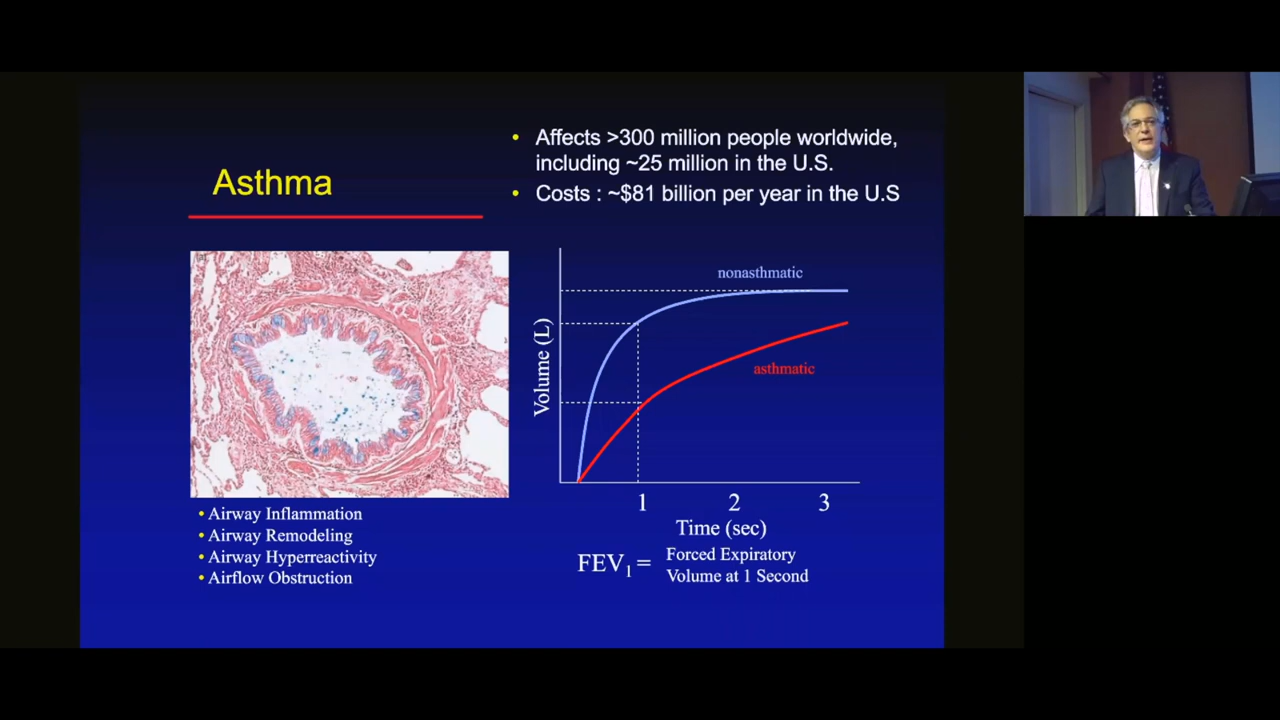 Asthma
• Affects >300 million people worldwide,
including ~25 million in the U.S.
• Costs : ~$81 billion per year in the U.S
• Airway Inflammation
• Airway Remodeling
• Airway Hyperreactivity
• Airflow Obstruction
nonasthmatic
asthmatic
Volume (L)
1 2 3
Time (sec)
FEV1 = Forced Expiratory
Volume at 1 Second